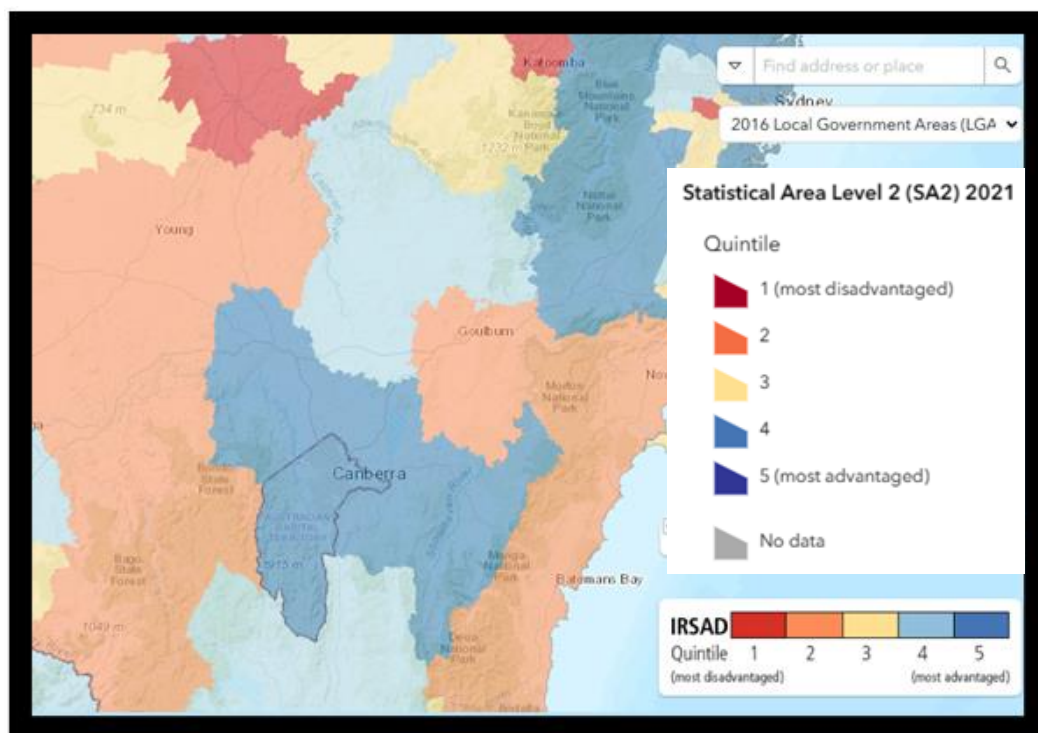 Katoomba
Find address or place
Blue
Mountains
National
Park
Sydney
734 m
Kanangra
Boyd
National
Park
1232 m
2016 Local Government Areas (LGA
Statistical Area Level 2 (SA2) 2021
Nattai
National
Park
Young
Quintile
1 (most disadvantaged)
Goulburn
2
Morton
National
Park
3
4
Canberra
State
Forest
5 (most advantaged)
AUSTRALIAN
CAPITAL
TERRITORY
No data
Bago
State
Forest
Monga
National
Park
Batemans Bay
1049 m
Deua
National
Park
IRSAD
Quintile 1 2 3 4 5
(most disadvantaged) (most advantaged)